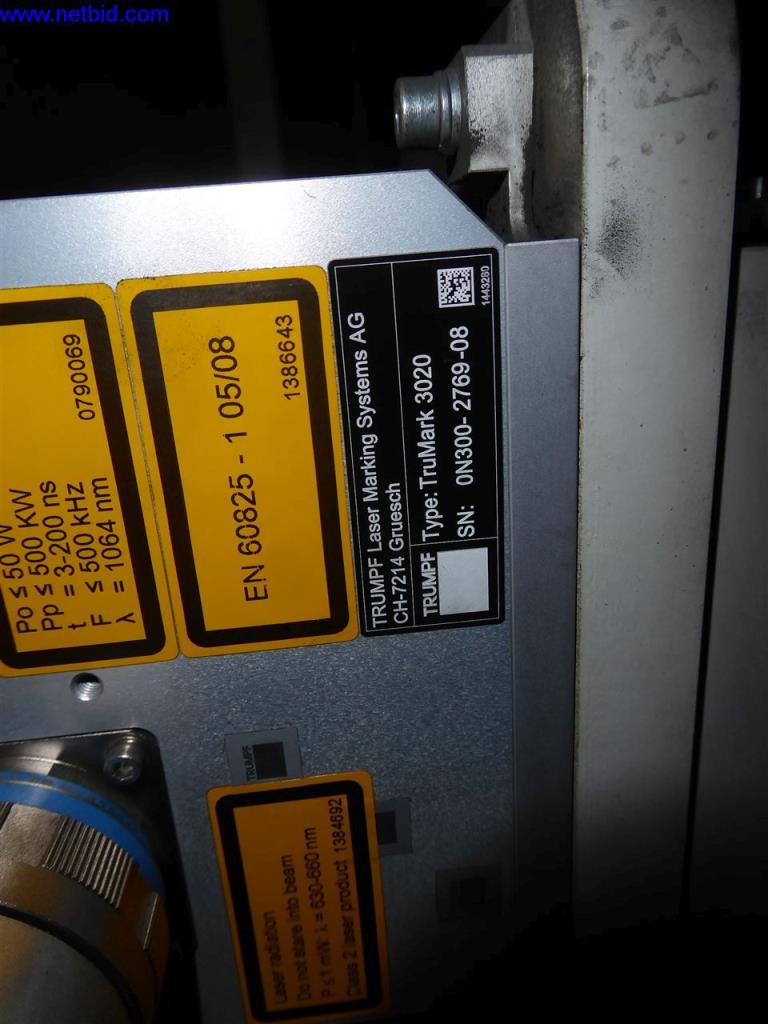 www.netbid.com
Po ≤ 50 W
Pp ≤ 500 KW
t = 3-200 ns
F ≤ 500 kHz
λ = 1064 nm
0790069
EN 60825 - 1 05/08
1386643
TRUMPF Laser Marking Systems AG
CH-7214 Gruesch
TRUMPF Type: TruMark 3020
SN: 0N300-2769-08
1443280
TRUMPF
Laser radiation
Do not stare into beam
P ≤ 1 mW: λ = 630-660 nm
Class 2 laser product 1384692